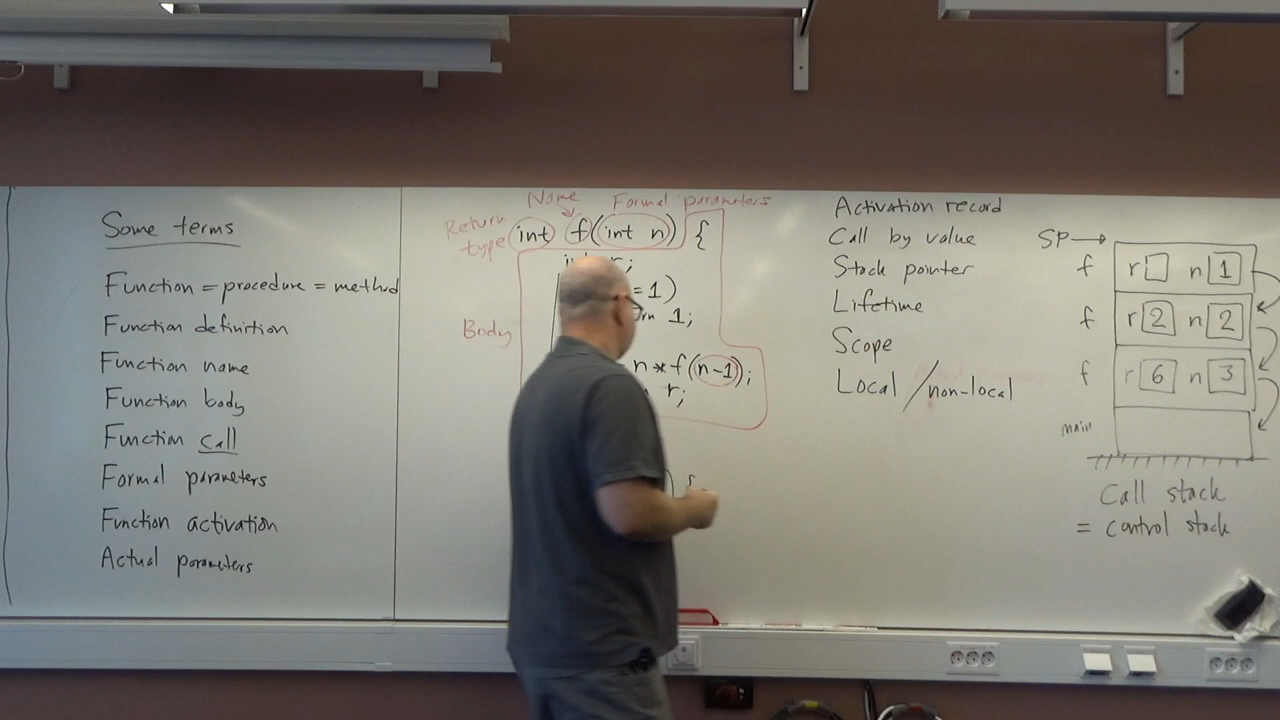 Some terms
Function = procedure = method
Function definition
Function name
Function body
Function call
Formal parameters
Function activation
Actual parameters
Name
Formal parameters
Return type
int f(int n) {
r;
=1)
1;
Body
n*f(n-1);
r;
Activation record
Call by value
Stack pointer
Lifetime
Scope
Local / non-local
SP
f r n 1
f r 2 n 2
f r 6 n 3
main
Call stack
= control stack